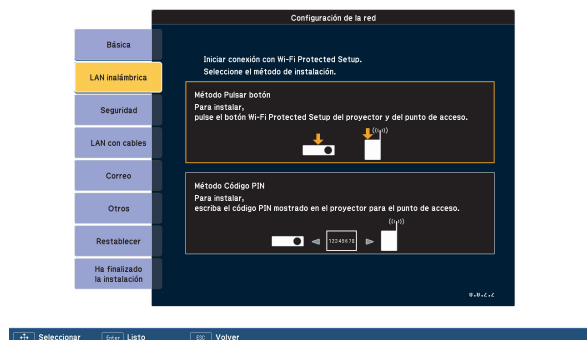 Configuración de la red
Básica
LAN inalámbrica
Seguridad
LAN con cables
Correo
Otros
Restablecer
Ha finalizado
la instalación
Iniciar conexión con Wi-Fi Protected Setup.
Seleccione el método de instalación.
Método Pulsar botón
Para instalar,
pulse el botón Wi-Fi Protected Setup del proyector y del punto de acceso.
Método Código PIN
Para instalar,
escriba el código PIN mostrado en el proyector para el punto de acceso.
12345678
Seleccionar
Enter Listo
ESC Volver